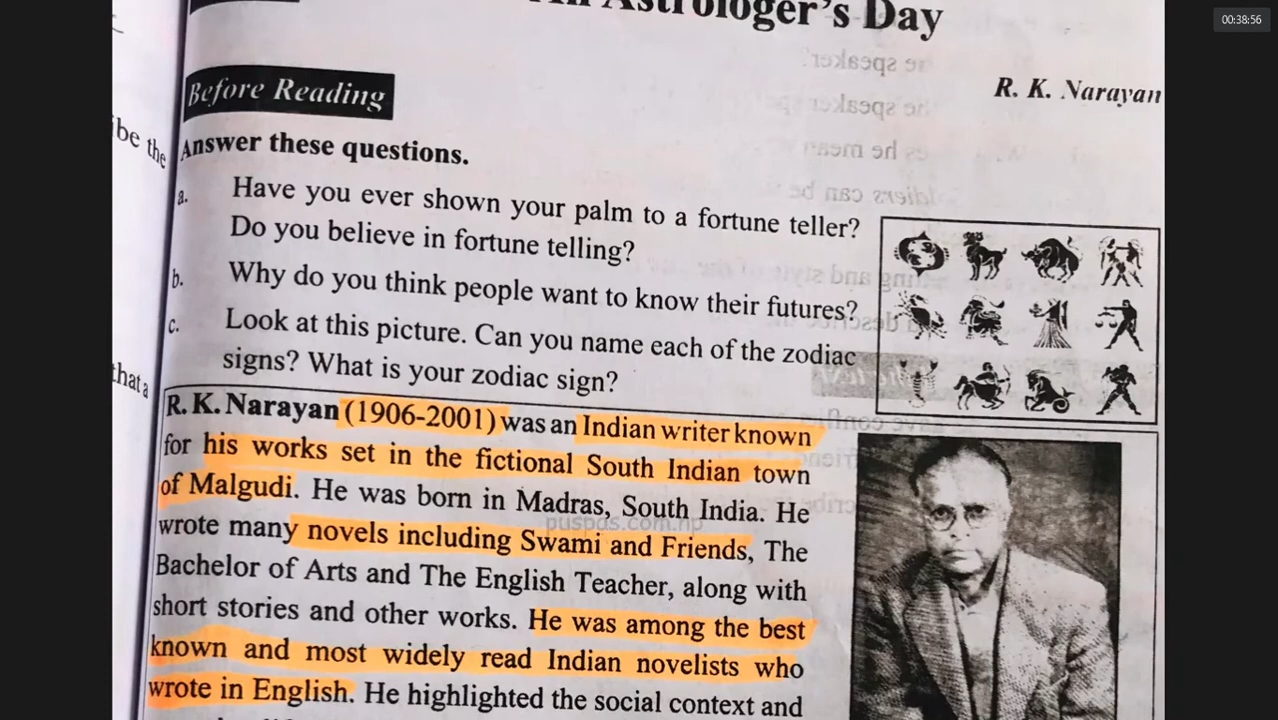 Astrologer's Day
R. K. Narayan
Before Reading
Answer these questions.
a. Have you ever shown your palm to a fortune teller?
Do you believe in fortune telling?
b. Why do you think people want to know their futures?
c. Look at this picture. Can you name each of the zodiac
signs? What is your zodiac sign?
R. K. Narayan (1906-2001) was an Indian writer known
for his works set in the fictional South Indian town
of Malgudi. He was born in Madras, South India. He
wrote many novels including Swami and Friends, The
Bachelor of Arts and The English Teacher, along with
short stories and other works. He was among the best
known and most widely read Indian novelists who
wrote in English. He highlighted the social context and
be the
that a
puspds.com.np
00:38:56